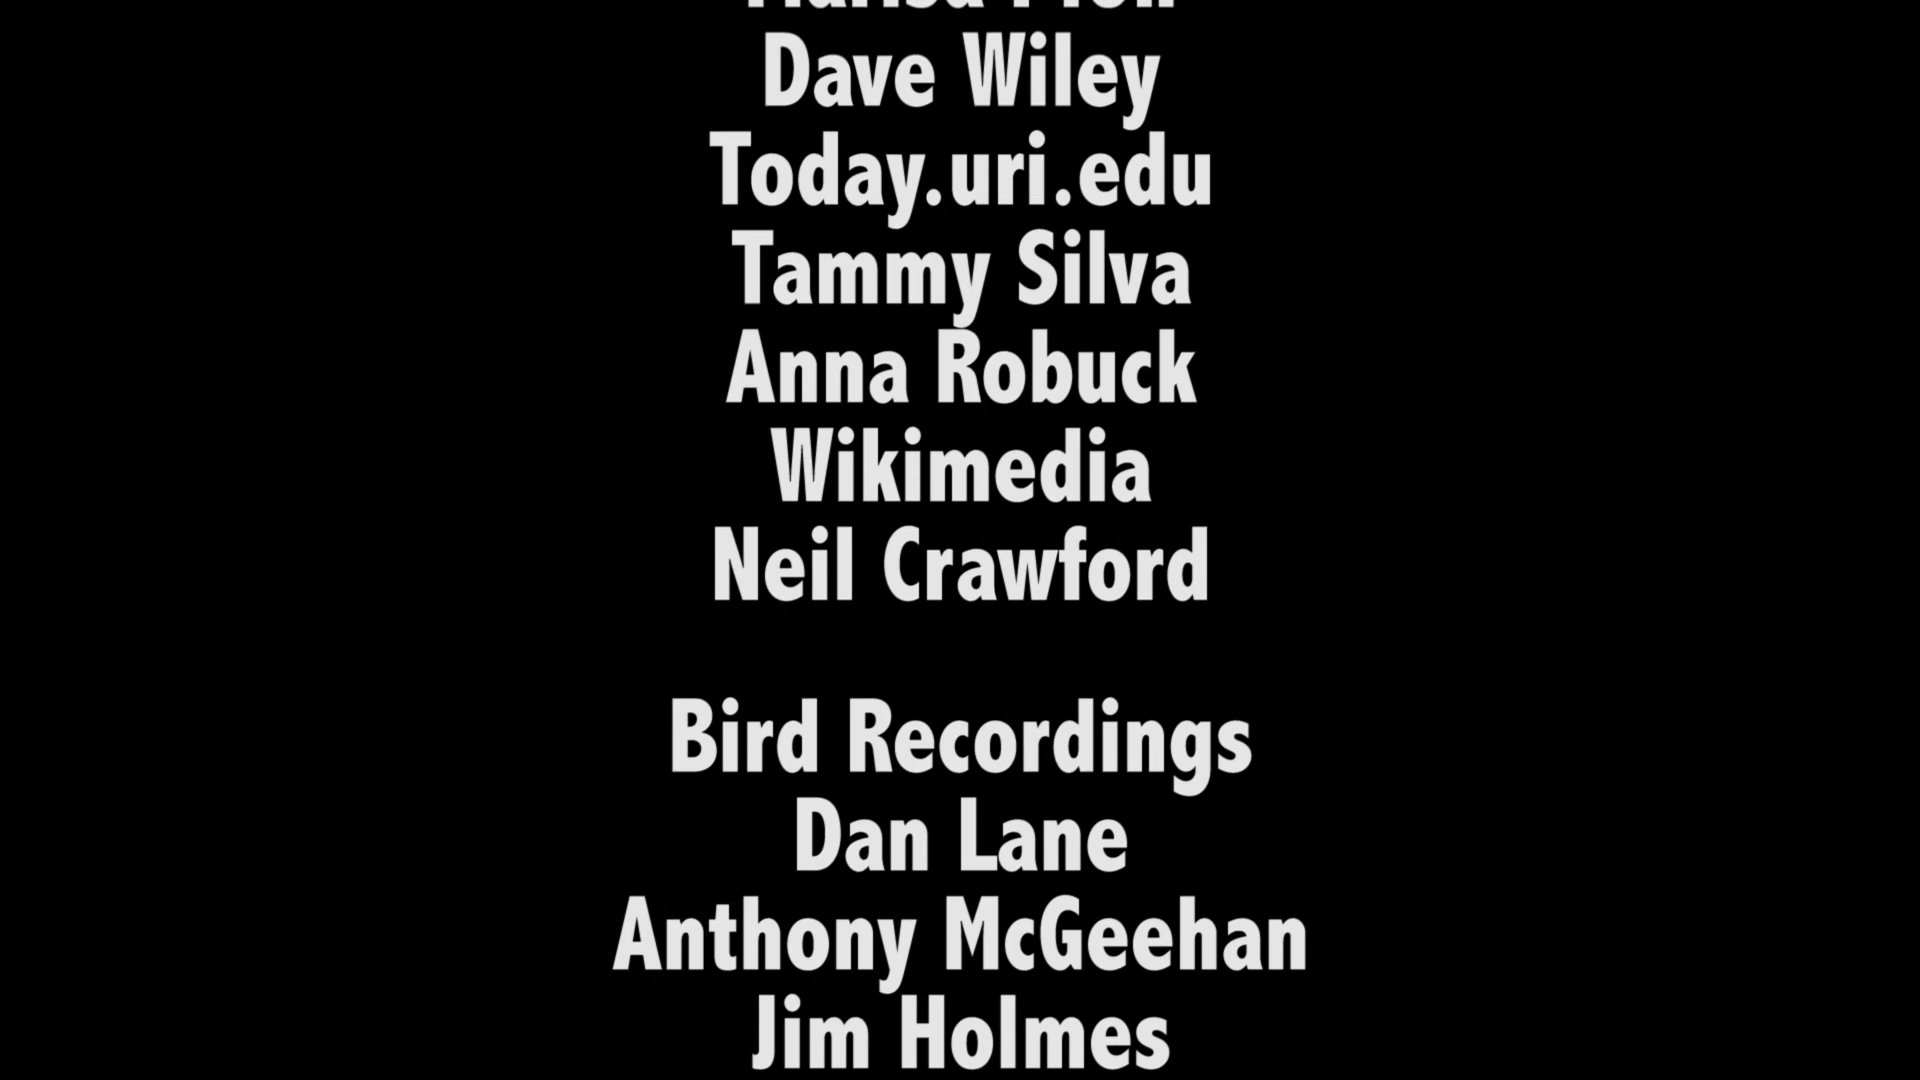 Dave Wiley
Today.uri.edu
Tammy Silva
Anna Robuck
Wikimedia
Neil Crawford
Bird Recordings
Dan Lane
Anthony McGeehan
Jim Holmes